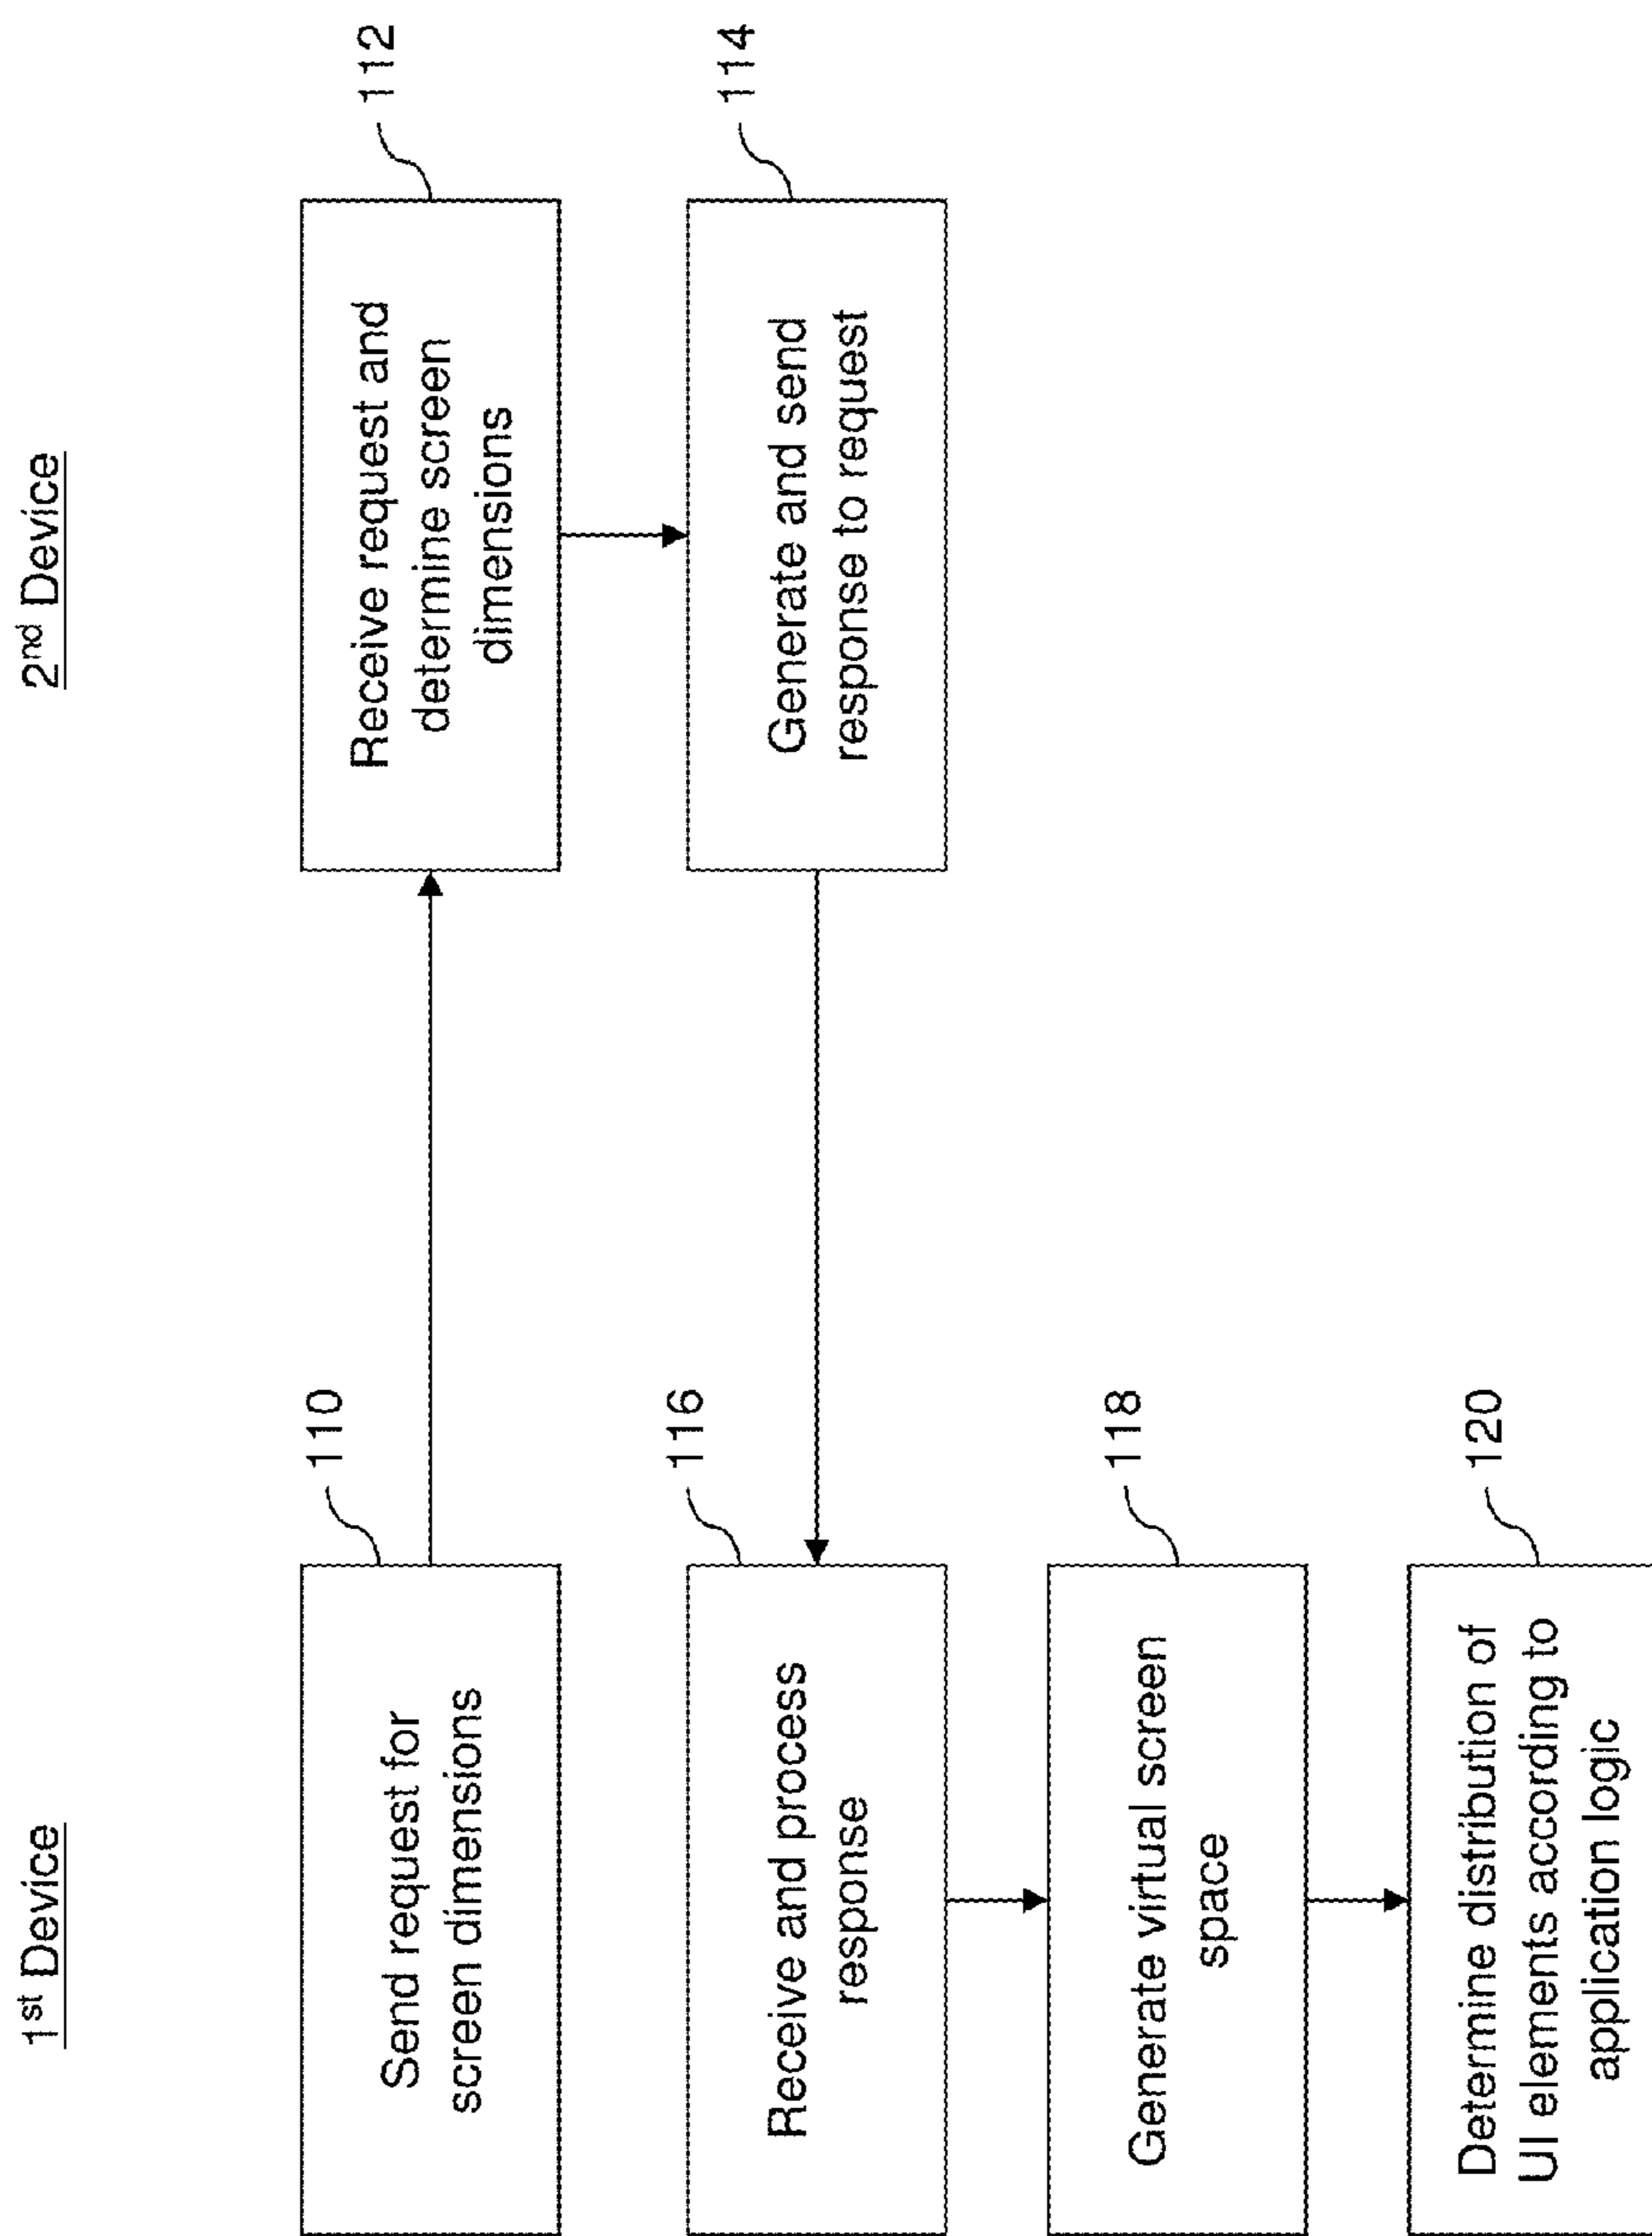 1st Device
2nd Device
110
Send request for
screen dimensions
112
Receive request and
determine screen
dimensions
114
Generate and send
response to request
116
Receive and process
response
118
Generate virtual screen
space
120
Determine distribution of
UI elements according to
application logic